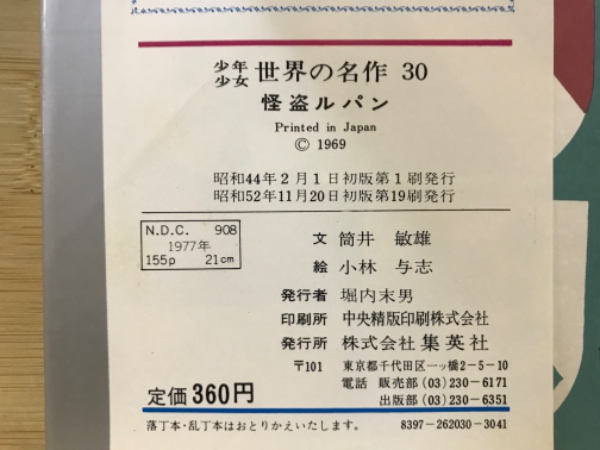 少年少女 世界の名作 30
怪盗ルパン
Printed in Japan
© 1969
昭和44年2月1日初版第1刷発行
昭和52年11月20日初版第19刷発行
N.D.C. 908
1977年
155p 21cm
文 筒井 敏雄
絵 小林 与志
発行者 堀内末男
印刷所 中央精版印刷株式会社
発行所 株式会社 集英社
〒101 東京都千代田区一ッ橋2-5-10
電話 販売部 (03) 230-6171
出版部 (03) 230-6351
定価 360円
落丁本・乱丁本はおとりかえいたします。 8397-262030-3041